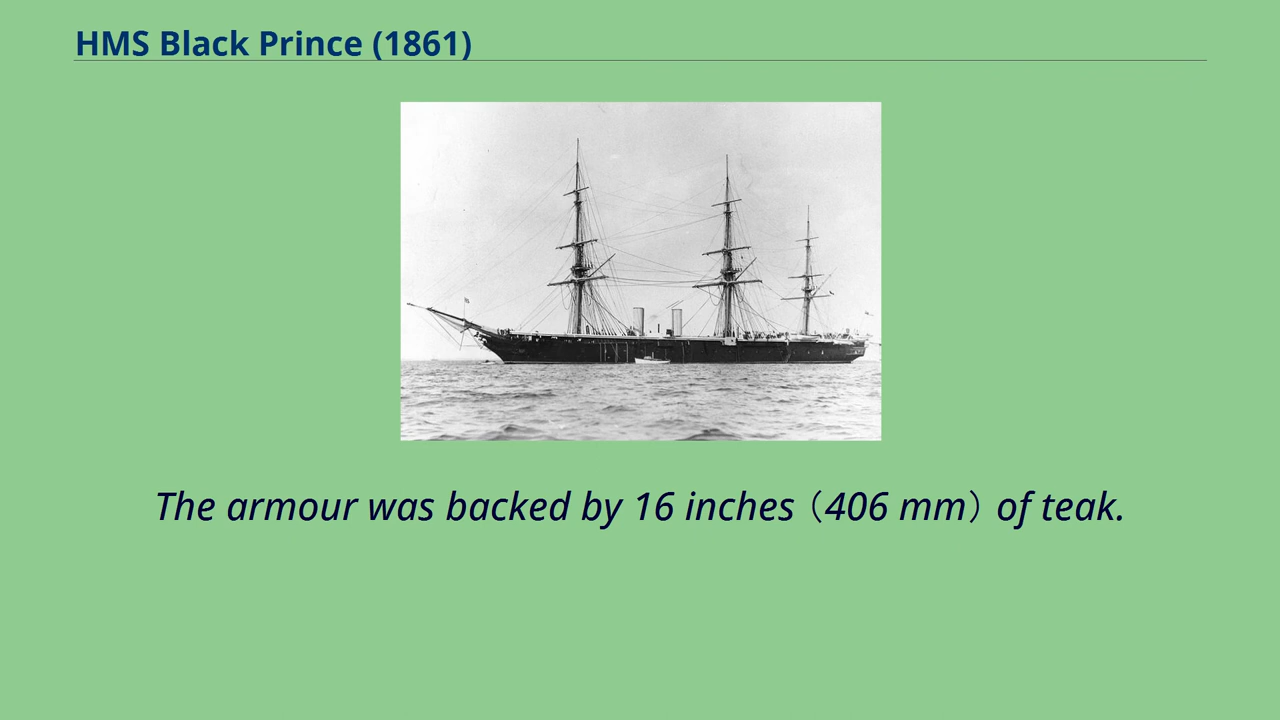 HMS Black Prince (1861)
The armour was backed by 16 inches（406 mm）of teak.